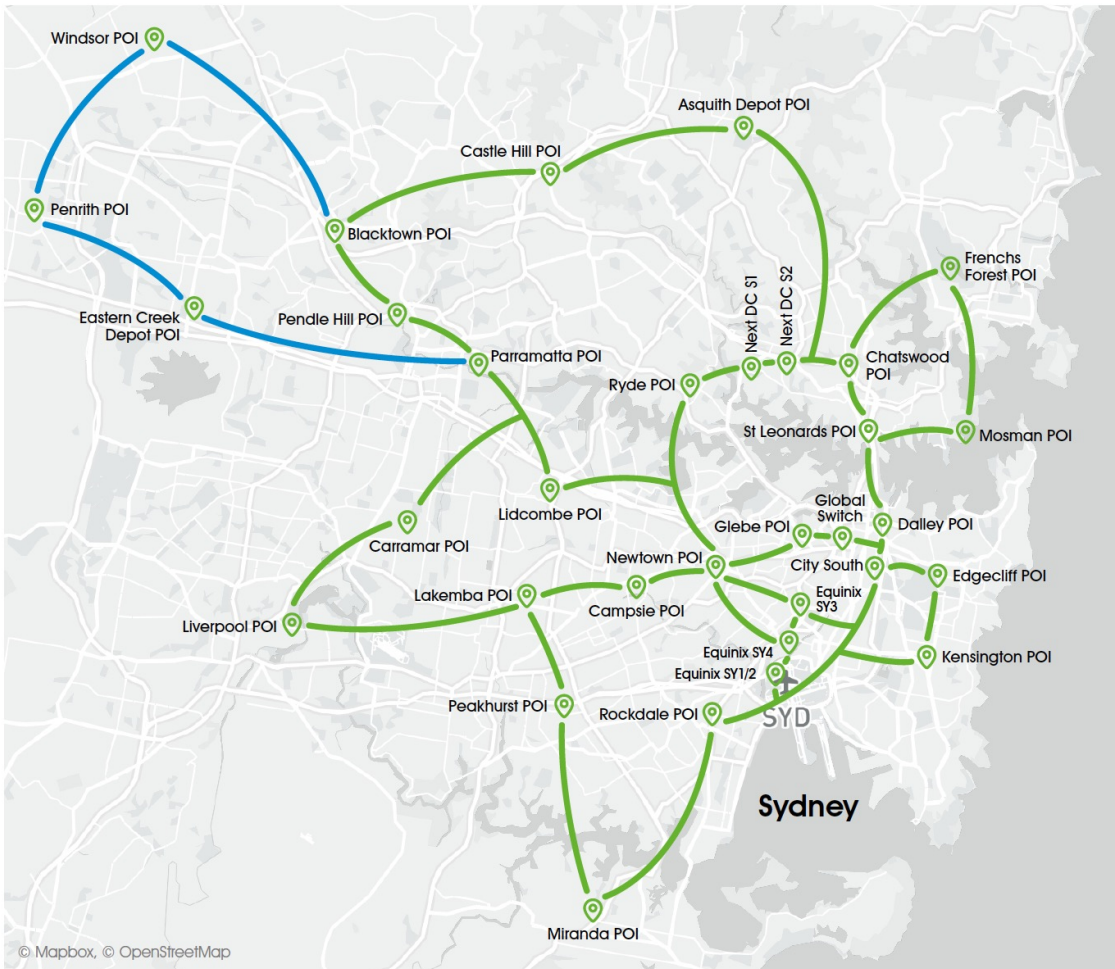 Windsor POI
Asquith Depot POI
Castle Hill POI
Penrith POI
Blacktown POI
Frenchs
Forest POI
Eastern Creek
Depot POI
Pendle Hill POI
Next DC S1
Next DC S2
Parramatta POI
Ryde POI
Chatswood
POI
St Leonards POI
Mosman POI
Lidcombe POI
Global
Switch
Glebe POI
Dalley POI
Carramar POI
Newtown POI
City South
Edgecliff POI
Lakemba POI
Campsie POI
Equinix
SY3
Liverpool POI
Equinix SY4
Kensington POI
Equinix SY1/2
Peakhurst POI
Rockdale POI
SYD
Sydney
Miranda POI
© Mapbox, © OpenStreetMap